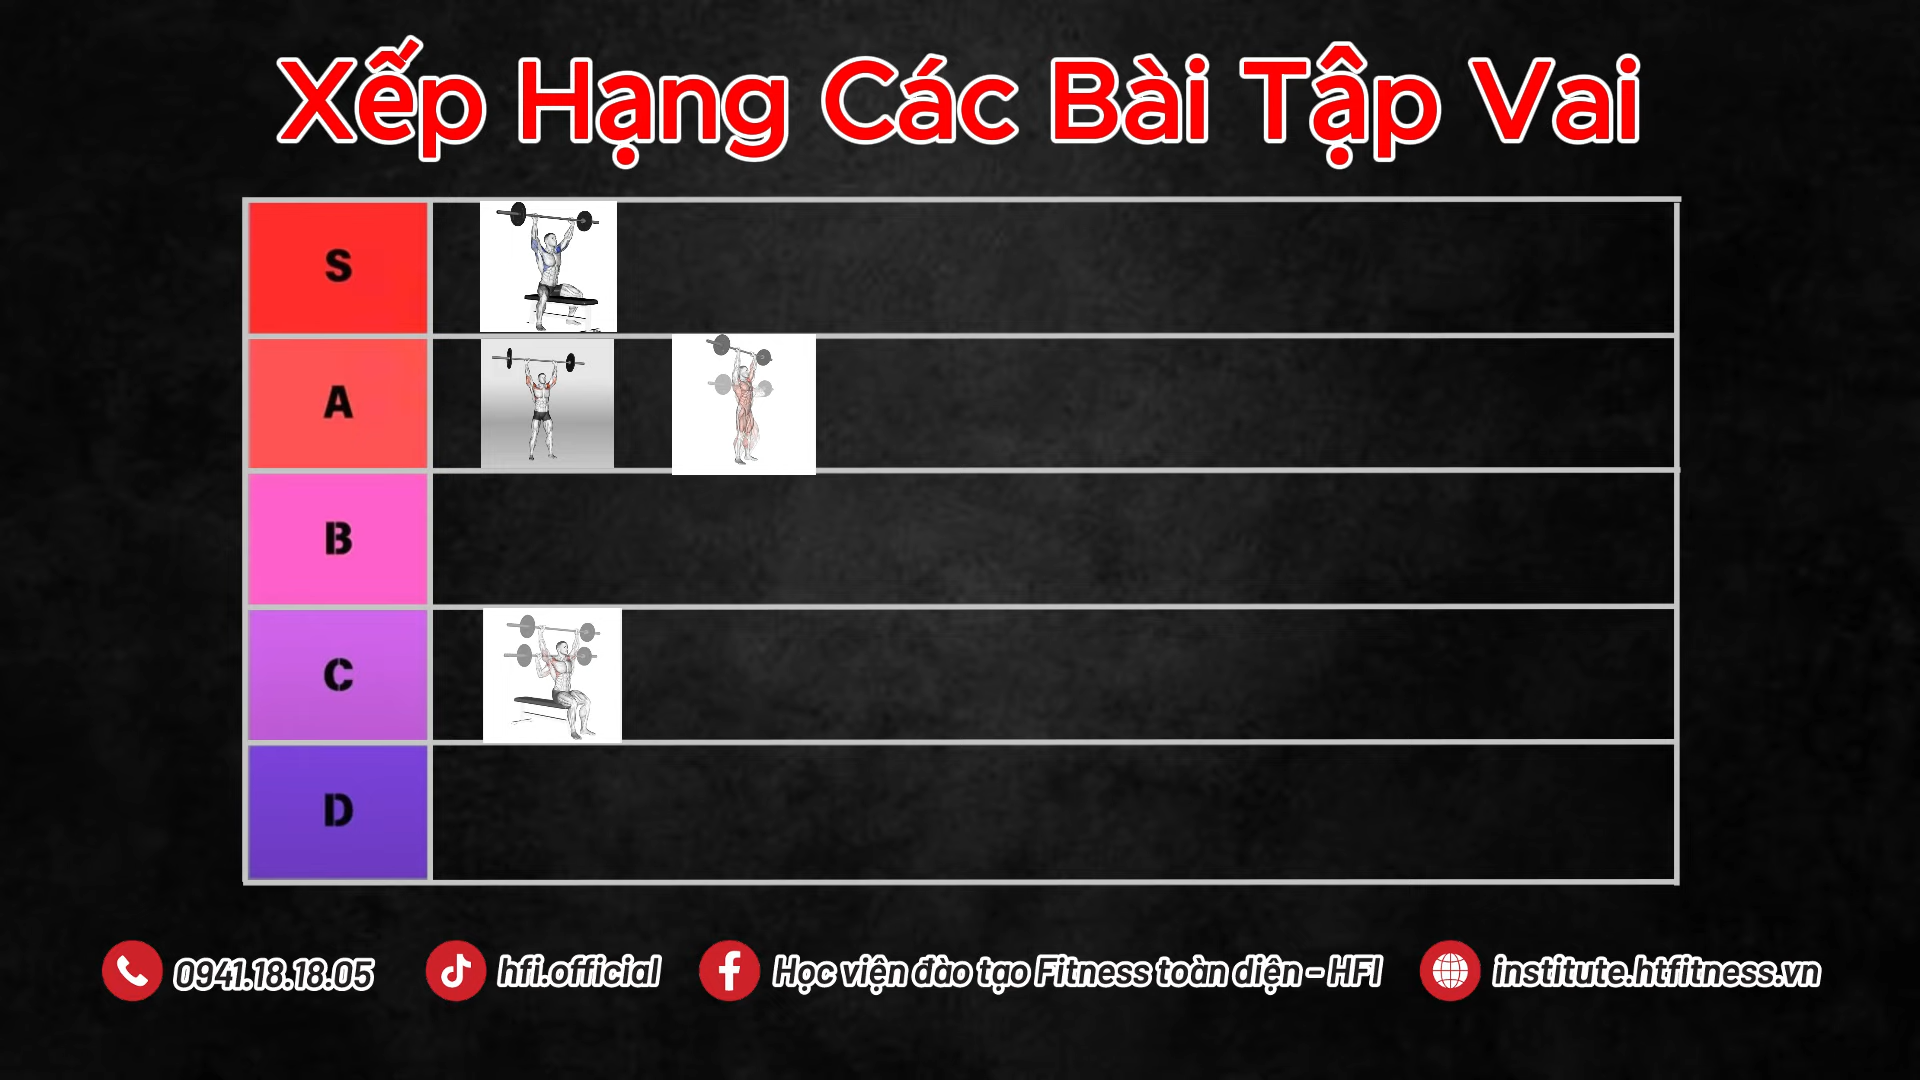 Xếp Hạng Các Bài Tập Vai
S
A
B
C
D
0941.18.18.05 hfi.official Học viện đào tạo Fitness toàn diện - HFI institute.htfitness.vn